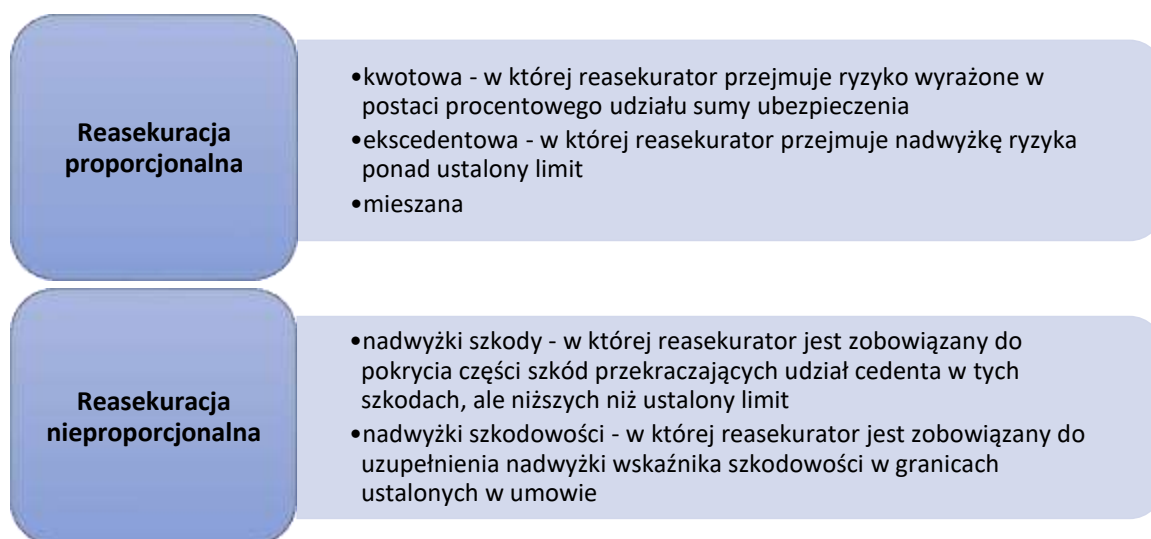 Reasekuracja
proporcjonalna
•kwotowa - w której reasekurator przejmuje ryzyko wyrażone w
postaci procentowego udziału sumy ubezpieczenia
•ekscedentowa - w której reasekurator przejmuje nadwyżkę ryzyka
ponad ustalony limit
•mieszana
Reasekuracja
nieproporcjonalna
•nadwyżki szkody - w której reasekurator jest zobowiązany do
pokrycia części szkód przekraczających udział cedenta w tych
szkodach, ale niższych niż ustalony limit
•nadwyżki szkodowości - w której reasekurator jest zobowiązany do
uzupełnienia nadwyżki wskaźnika szkodowości w granicach
ustalonych w umowie